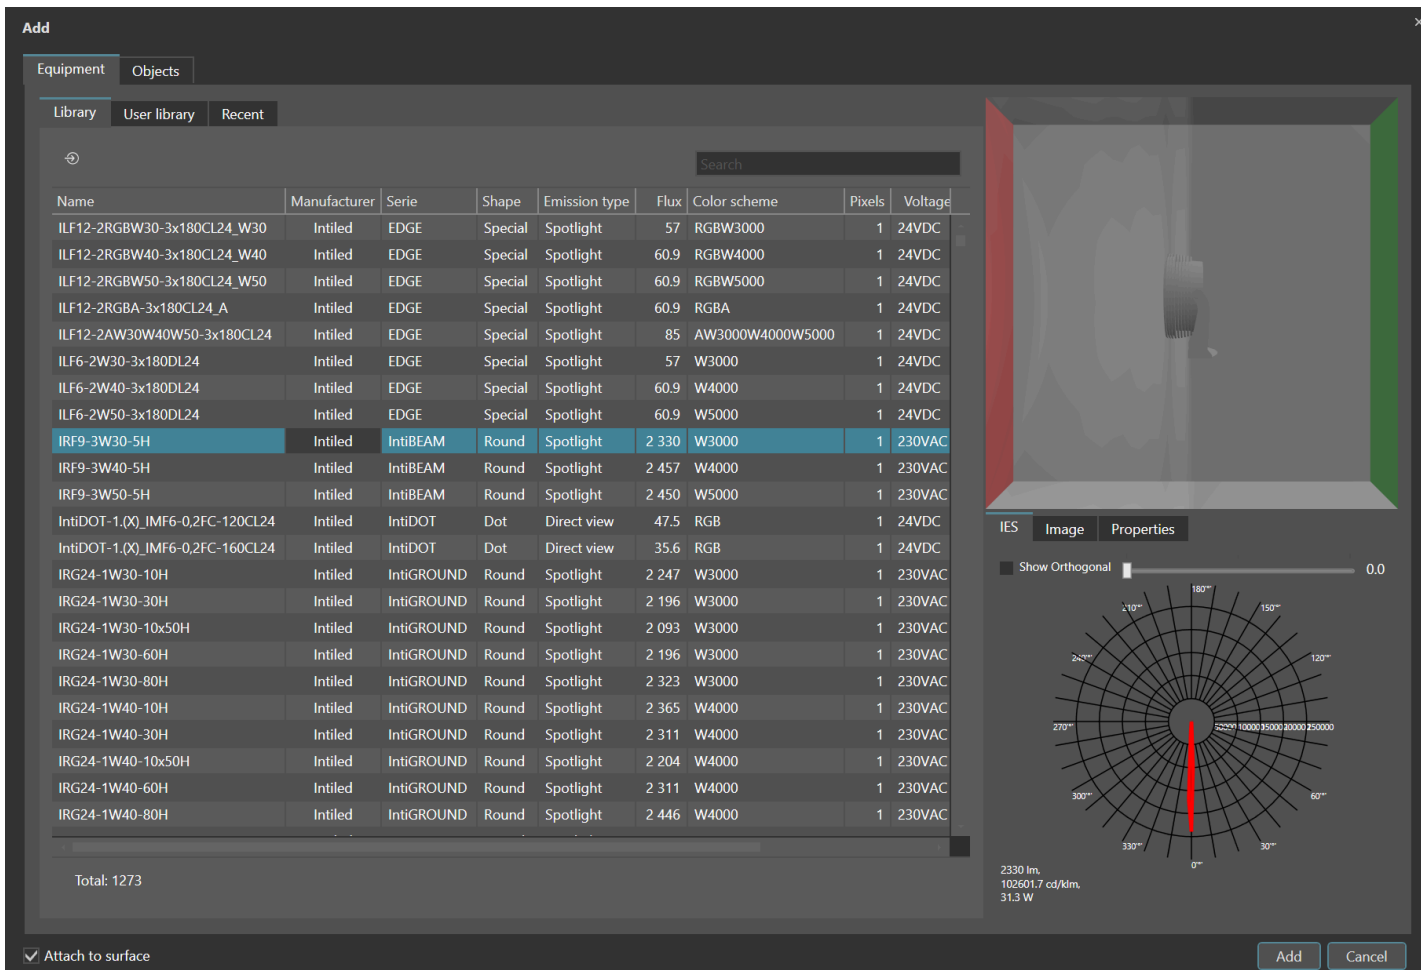 Add
Equipment Objects
Library User library Recent
Search
Name Manufacturer Serie Shape Emission type Flux Color scheme Pixels Voltage
ILF12-2RGBW30-3x180CL24_W30 Intiled EDGE Special Spotlight 57 RGBW3000 1 24VDC
ILF12-2RGBW40-3x180CL24_W40 Intiled EDGE Special Spotlight 60.9 RGBW4000 1 24VDC
ILF12-2RGBW50-3x180CL24_W50 Intiled EDGE Special Spotlight 60.9 RGBW5000 1 24VDC
ILF12-2RGBA-3x180CL24_A Intiled EDGE Special Spotlight 60.9 RGBA 1 24VDC
ILF12-2AW30W40W50-3x180CL24 Intiled EDGE Special Spotlight 85 AW3000W4000W5000 1 24VDC
ILF6-2W30-3x180DL24 Intiled EDGE Special Spotlight 57 W3000 1 24VDC
ILF6-2W40-3x180DL24 Intiled EDGE Special Spotlight 60.9 W4000 1 24VDC
ILF6-2W50-3x180DL24 Intiled EDGE Special Spotlight 60.9 W5000 1 24VDC
IRF9-3W30-5H Intiled IntiBEAM Round Spotlight 2 330 W3000 1 230VAC
IRF9-3W40-5H Intiled IntiBEAM Round Spotlight 2 457 W4000 1 230VAC
IRF9-3W50-5H Intiled IntiBEAM Round Spotlight 2 450 W5000 1 230VAC
IntiDOT-1.(X)_IMF6-0,2FC-120CL24 Intiled IntiDOT Dot Direct view 47.5 RGB 1 24VDC
IntiDOT-1.(X)_IMF6-0,2FC-160CL24 Intiled IntiDOT Dot Direct view 35.6 RGB 1 24VDC
IRG24-1W30-10H Intiled IntiGROUND Round Spotlight 2 247 W3000 1 230VAC
IRG24-1W30-30H Intiled IntiGROUND Round Spotlight 2 196 W3000 1 230VAC
IRG24-1W30-10x50H Intiled IntiGROUND Round Spotlight 2 093 W3000 1 230VAC
IRG24-1W30-60H Intiled IntiGROUND Round Spotlight 2 196 W3000 1 230VAC
IRG24-1W30-80H Intiled IntiGROUND Round Spotlight 2 323 W3000 1 230VAC
IRG24-1W40-10H Intiled IntiGROUND Round Spotlight 2 365 W4000 1 230VAC
IRG24-1W40-30H Intiled IntiGROUND Round Spotlight 2 311 W4000 1 230VAC
IRG24-1W40-10x50H Intiled IntiGROUND Round Spotlight 2 204 W4000 1 230VAC
IRG24-1W40-60H Intiled IntiGROUND Round Spotlight 2 311 W4000 1 230VAC
IRG24-1W40-80H Intiled IntiGROUND Round Spotlight 2 446 W4000 1 230VAC
Total: 1273
IES Image Properties
Show Orthogonal 0.0
180°
210° 150°
240° 120°
270°
300° 60°
330° 30°
0°
2330 lm,
102601.7 cd/klm,
31.3 W
Attach to surface
Add Cancel